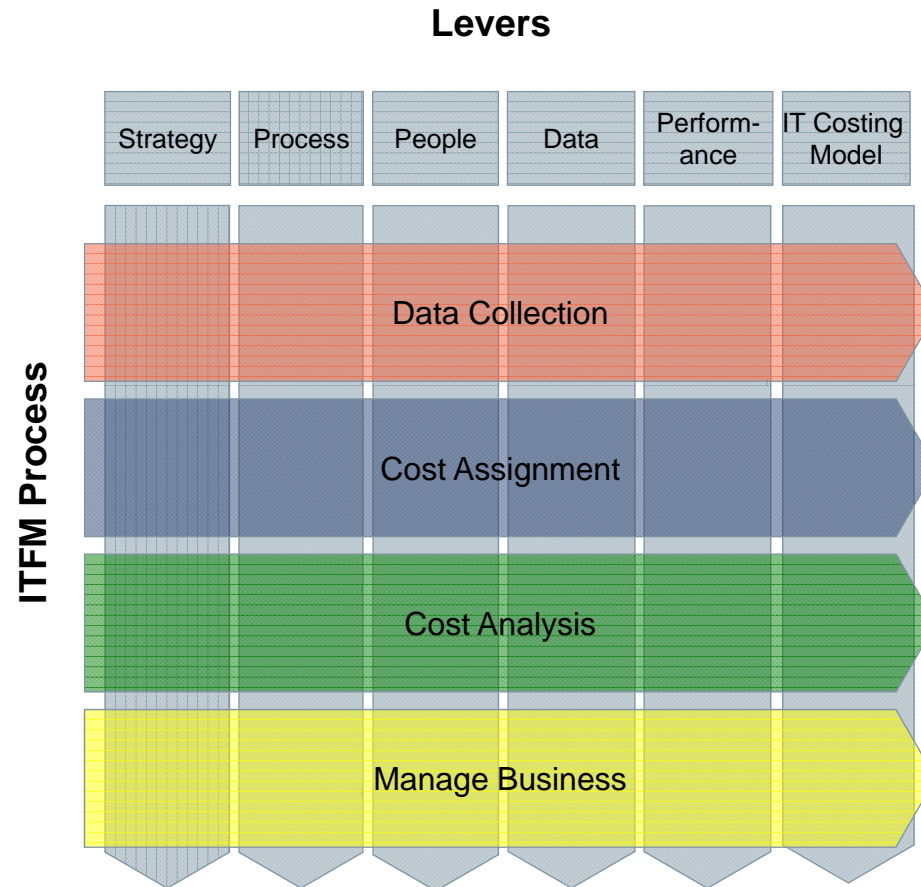 Levers
Strategy
Process
People
Data
Perform-
ance
IT Costing
Model
ITFM Process
Data Collection
Cost Assignment
Cost Analysis
Manage Business